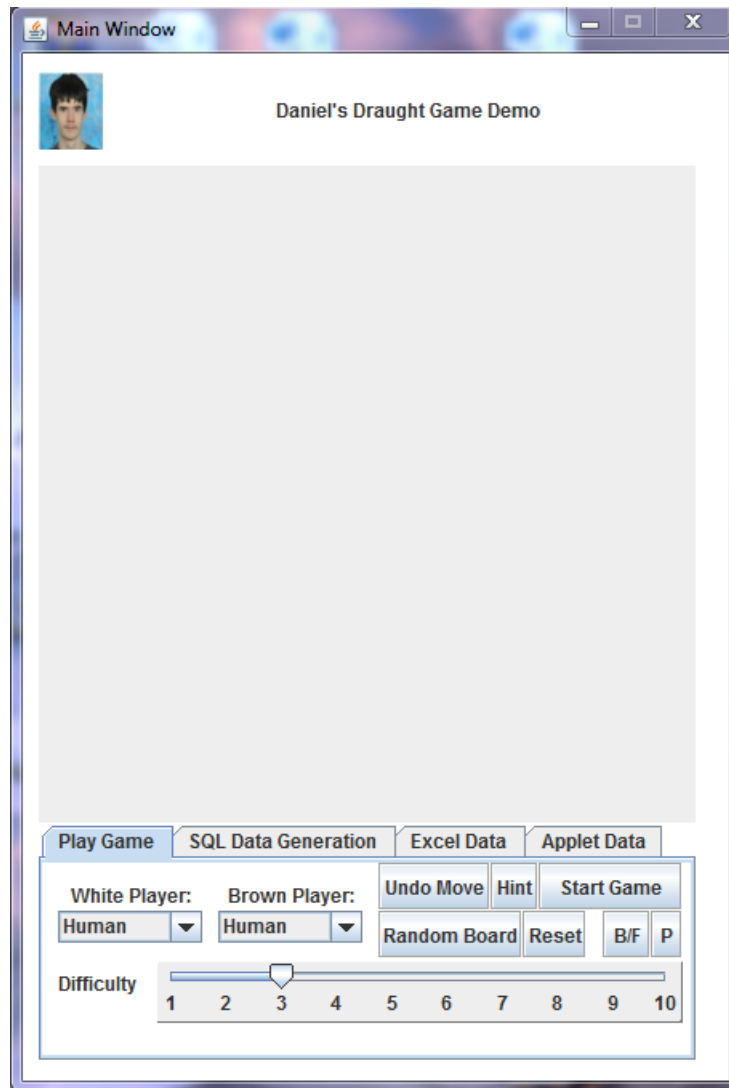 Main Window
Daniel's Draught Game Demo
Play Game SQL Data Generation Excel Data Applet Data
White Player: Brown Player: Undo Move Hint Start Game
Human Human Random Board Reset B/F P
Difficulty
1 2 3 4 5 6 7 8 9 10